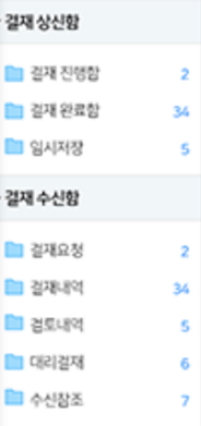 결재 상신함
결재 진행함 2
결재 완료함 34
임시저장 5
결재 수신함
결재요청 2
결재내역 34
검토내역 5
대리결재 6
수신참조 7